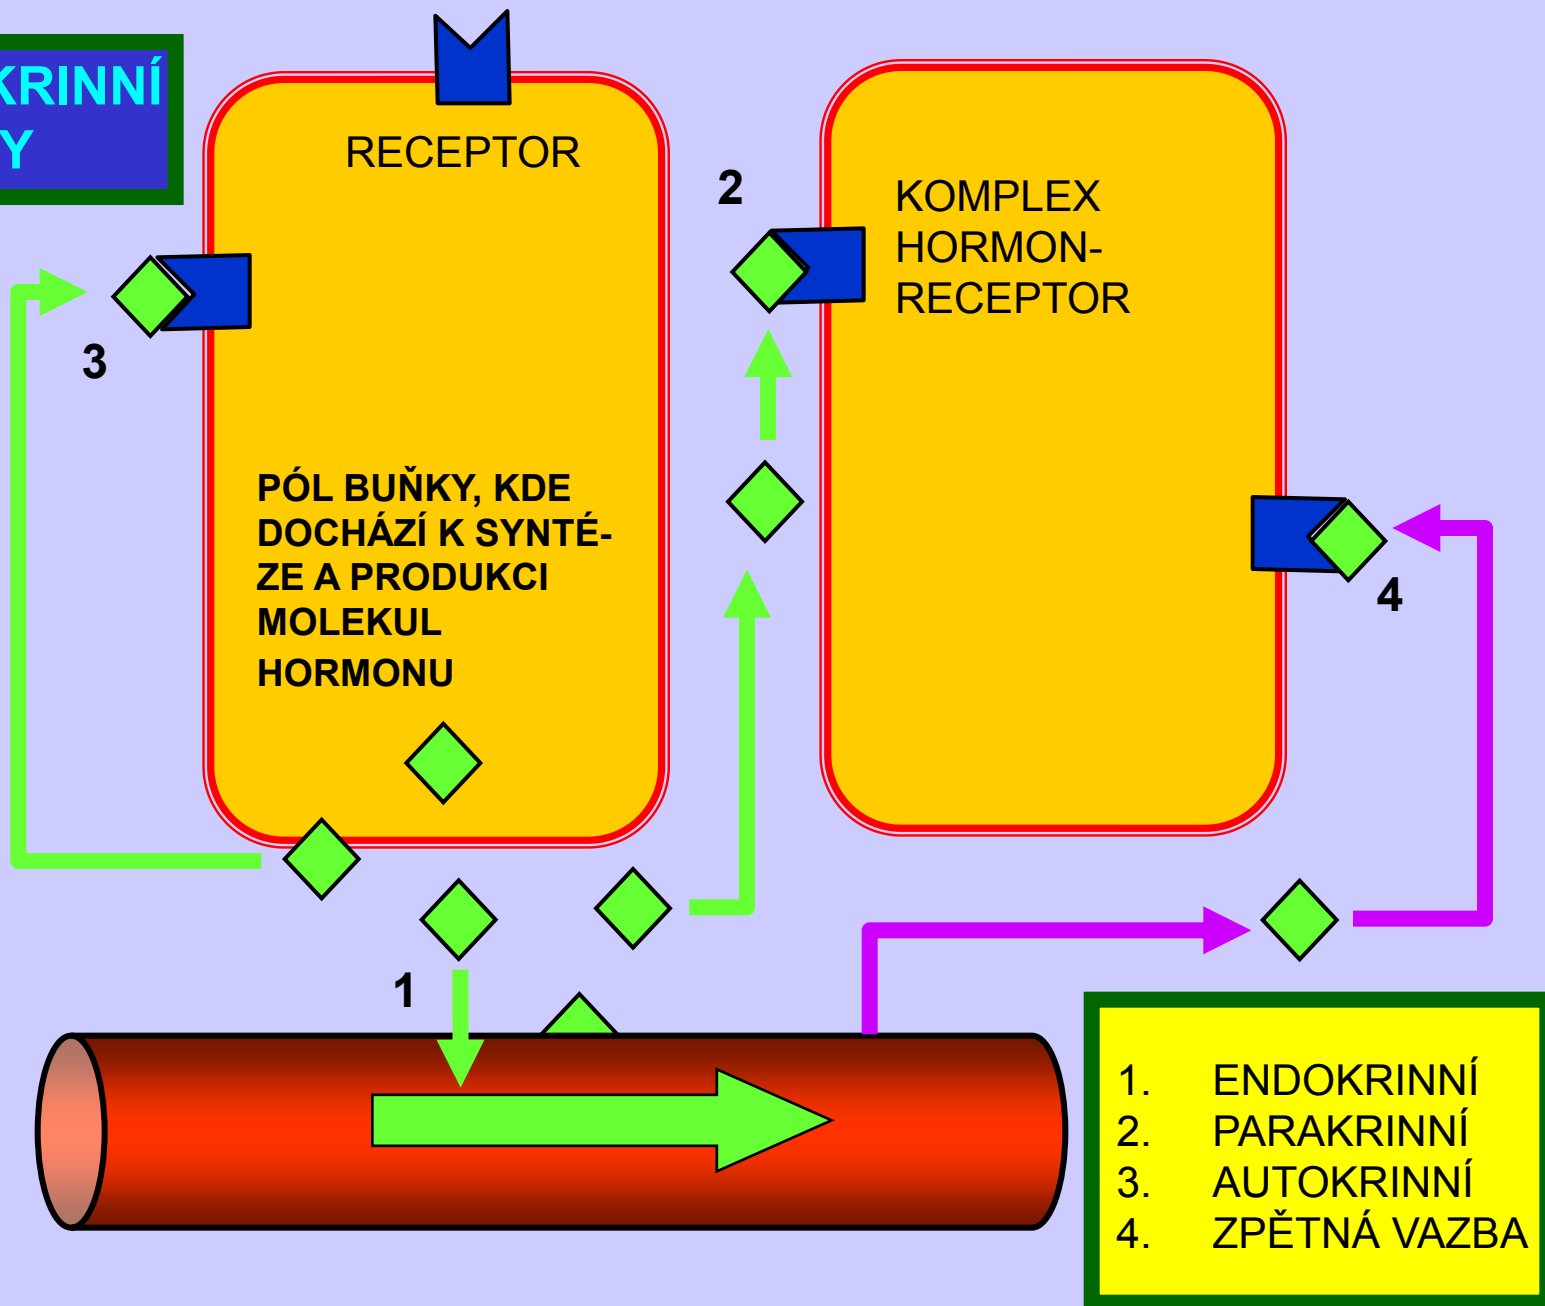 KRINNÍ
Y
RECEPTOR
2
KOMPLEX
HORMON-
RECEPTOR
3
PÓL BUŇKY, KDE
DOCHÁZÍ K SYNTÉ-
ZE A PRODUKCI
MOLEKUL
HORMONU
4
1
1. ENDOKRINNÍ
2. PARAKRINNÍ
3. AUTOKRINNÍ
4. ZPĚTNÁ VAZBA